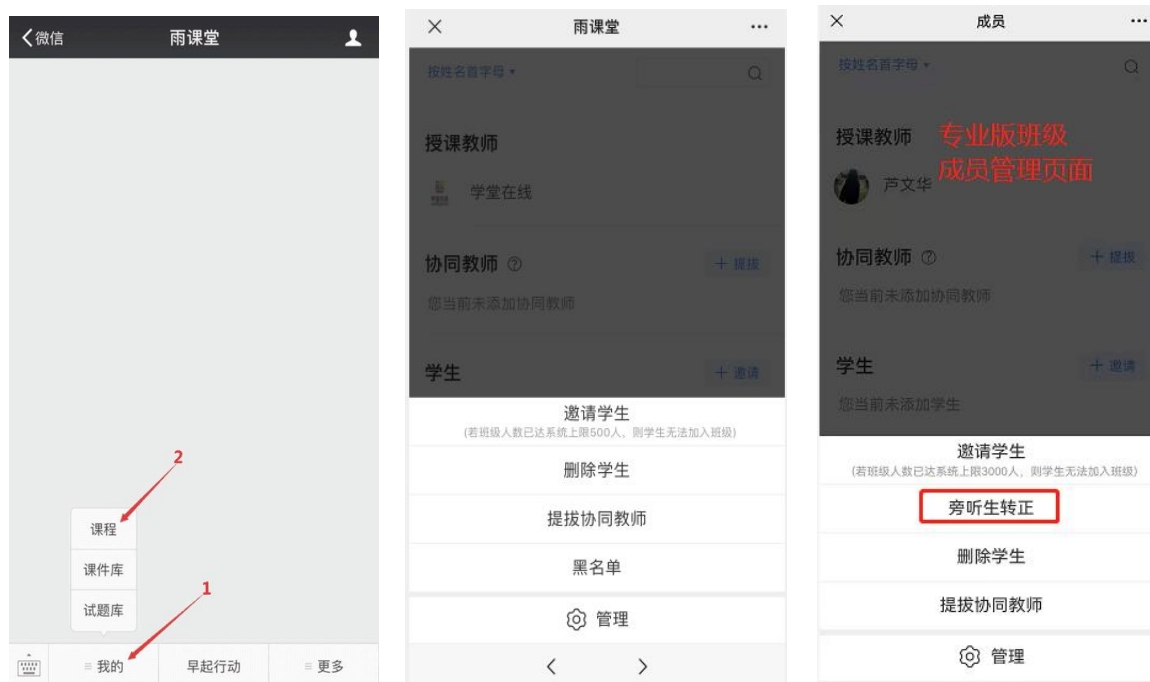 微信
雨课堂
2
课程
课件库
1
试题库
我的
早起行动
更多
雨课堂
按姓名首字母
授课教师
学堂在线
协同教师
+ 提拔
您当前未添加协同教师
学生
+ 邀请
邀请学生
(若班级人数已达系统上限500人，则学生无法加入班级)
删除学生
提拔协同教师
黑名单
管理
成员
按姓名首字母
授课教师
专业版班级
成员管理页面
芦文华
协同教师
+ 提拔
您当前未添加协同教师
学生
+ 邀请
您当前未添加学生
邀请学生
(若班级人数已达系统上限3000人，则学生无法加入班级)
旁听生转正
删除学生
提拔协同教师
管理